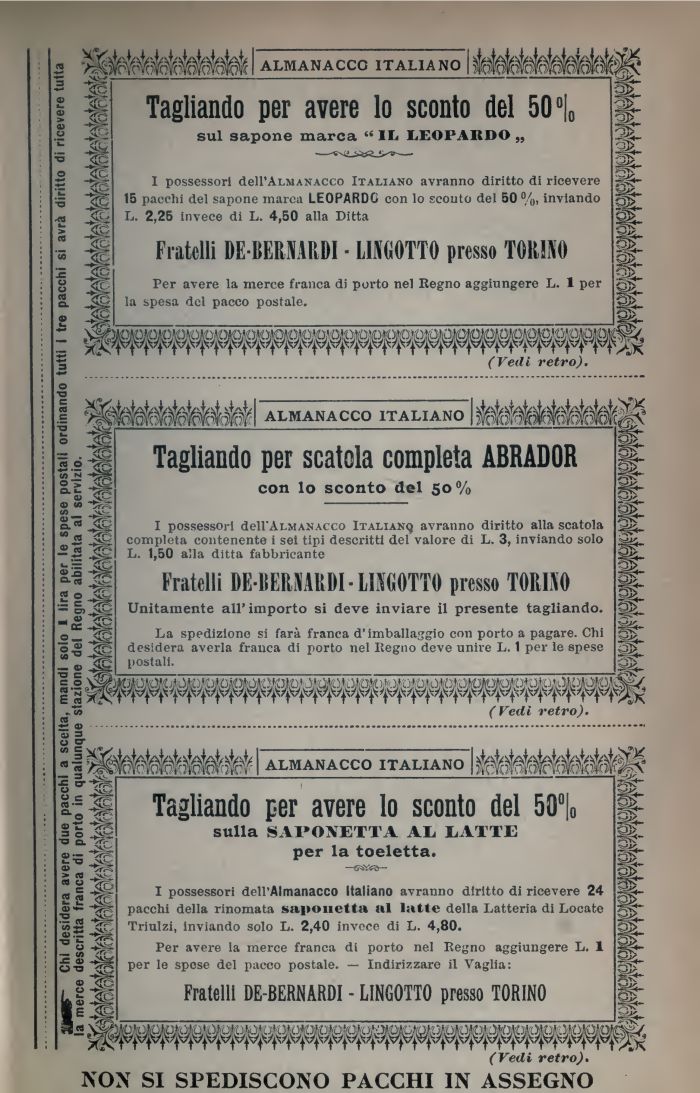 Chi desidera avere due pacchi a scelta, mandi solo 1 lira per le spese postali ordinando tutti i tre pacchi si avrà diritto di ricevere tutta
la merce descritta franca di porto in qualunque stazione del Regno abilitata al servizio.
ALMANACCO ITALIANO
Tagliando per avere lo sconto del 50%
sul sapone marca “ IL LEOPARDO „
I possessori dell'ALMANACCO ITALIANO avranno diritto di ricevere
15 pacchi del sapone marca LEOPARDO con lo sconto del 50 %, inviando
L. 2,25 invece di L. 4,50 alla Ditta
Fratelli DE-BERNARDI - LINGOTTO presso TORINO
Per avere la merce franca di porto nel Regno aggiungere L. 1 per
la spesa del pacco postale.
(Vedi retro).
ALMANACCO ITALIANO
Tagliando per scatola completa ABRADOR
con lo sconto del 50 %
I possessori dell'ALMANACCO ITALIANO avranno diritto alla scatola
completa contenente i sei tipi descritti del valore di L. 3, inviando solo
L. 1,50 alla ditta fabbricante
Fratelli DE-BERNARDI - LINGOTTO presso TORINO
Unitamente all'importo si deve inviare il presente tagliando.
La spedizione si farà franca d'imballaggio con porto a pagare. Chi
desidera averla franca di porto nel Regno deve unire L. 1 per le spese
postali.
(Vedi retro).
ALMANACCO ITALIANO
Tagliando per avere lo sconto del 50%
sulla SAPONETTA AL LATTE
per la toeletta.
I possessori dell'Almanacco Italiano avranno diritto di ricevere 24
pacchi della rinomata saponetta al latte della Latteria di Locate
Triulzi, inviando solo L. 2,40 invece di L. 4,80.
Per avere la merce franca di porto nel Regno aggiungere L. 1
per le spese del pacco postale. — Indirizzare il Vaglia:
Fratelli DE-BERNARDI - LINGOTTO presso TORINO
(Vedi retro).
NON SI SPEDISCONO PACCHI IN ASSEGNO